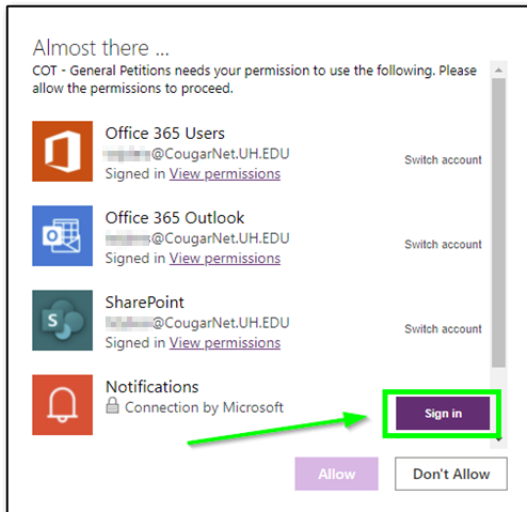 Almost there ...
COT - General Petitions needs your permission to use the following. Please
allow the permissions to proceed.
Office 365 Users
@CougarNet.UH.EDU
Switch account
Signed in View permissions
Office 365 Outlook
@CougarNet.UH.EDU
Switch account
Signed in View permissions
SharePoint
@CougarNet.UH.EDU
Switch account
Signed in View permissions
Notifications
Connection by Microsoft
Sign in
Allow
Don't Allow